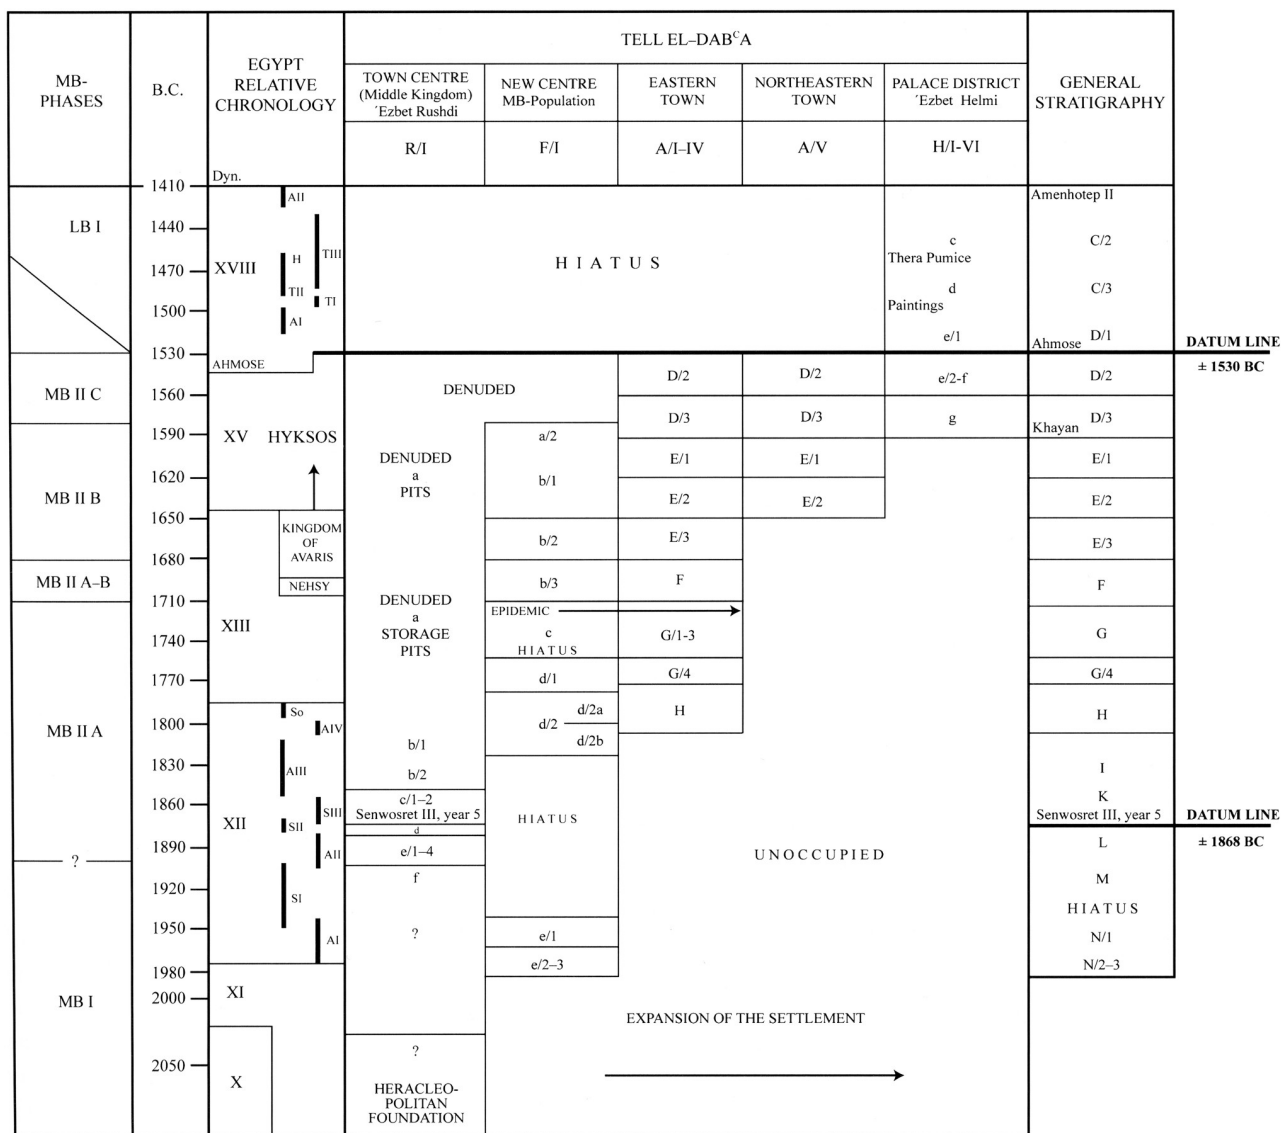 TELL EL–DABᶜA
MB-
PHASES
B.C.
EGYPT
RELATIVE
CHRONOLOGY
TOWN CENTRE
(Middle Kingdom)
´Ezbet Rushdi
NEW CENTRE
MB-Population
EASTERN
TOWN
NORTHEASTERN
TOWN
PALACE DISTRICT
´Ezbet Helmi
GENERAL
STRATIGRAPHY
R/I
F/I
A/I–IV
A/V
H/I-VI
Dyn.
LB I
MB II C
MB II B
MB II A–B
MB II A
?
MB I
1410
1440
1470
1500
1530
1560
1590
1620
1650
1680
1710
1740
1770
1800
1830
1860
1890
1920
1950
1980
2000
2050
AII
TIII
H
XVIII
TII
TI
AI
AHMOSE
XV HYKSOS
KINGDOM
OF
AVARIS
NEHSY
XIII
So
AIV
AIII
SIII
XII
SII
AII
SI
AI
XI
X
HIATUS
DENUDED
DENUDED
a
PITS
DENUDED
a
STORAGE
PITS
b/1
b/2
c/1–2
Senwosret III, year 5
d
e/1–4
f
?
?
HERACLEO-
POLITAN
FOUNDATION
a/2
b/1
b/2
b/3
EPIDEMIC
c
HIATUS
d/1
d/2
d/2a
d/2b
HIATUS
e/1
e/2–3
D/2
D/3
E/1
E/2
E/3
F
G/1-3
G/4
H
D/2
D/3
E/1
E/2
UNOCCUPIED
EXPANSION OF THE SETTLEMENT
c
Thera Pumice
d
Paintings
e/1
e/2-f
g
Amenhotep II
C/2
C/3
Ahmose D/1
D/2
Khayan D/3
E/1
E/2
E/3
F
G
G/4
H
I
K
Senwosret III, year 5
L
M
HIATUS
N/1
N/2–3
DATUM LINE
± 1530 BC
DATUM LINE
± 1868 BC